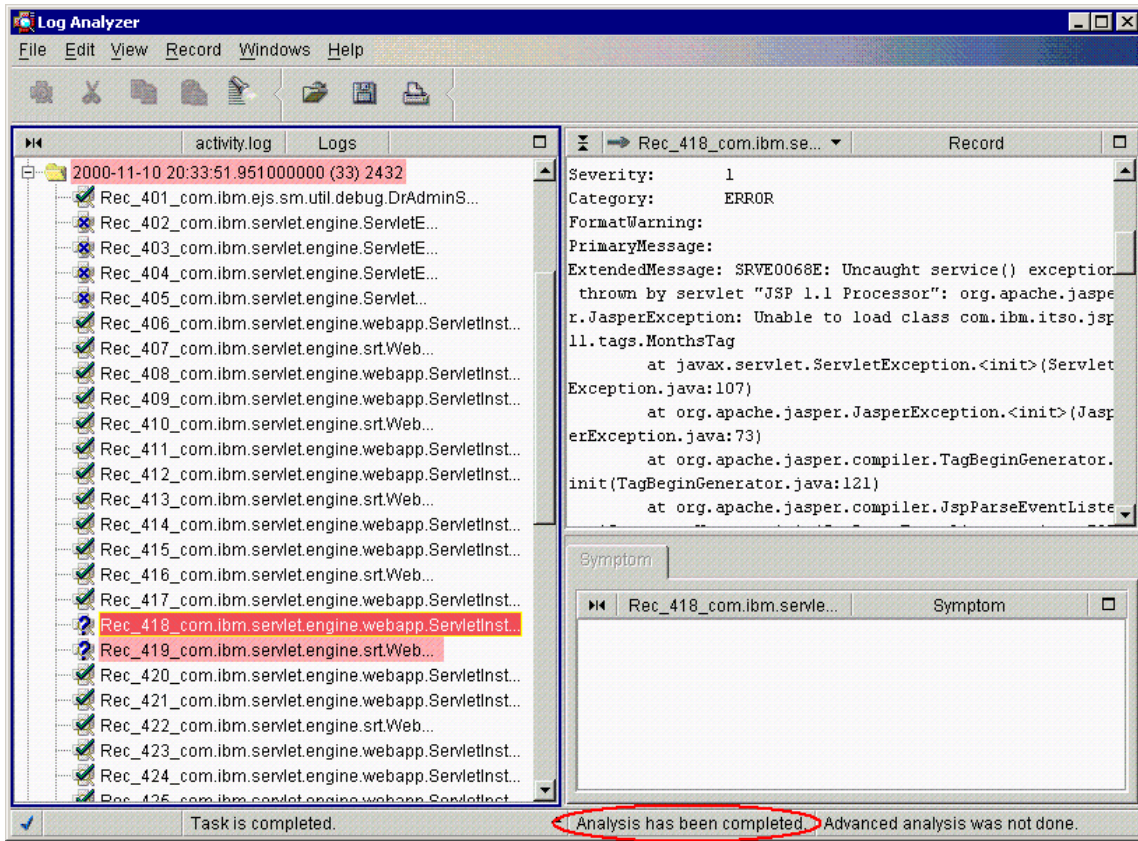 Log Analyzer
File Edit View Record Windows Help
activity.log Logs
2000-11-10 20:33:51.951000000 (33) 2432
Rec_401_com.ibm.ejs.sm.util.debug.DrAdminS...
Rec_402_com.ibm.servlet.engine.ServletE...
Rec_403_com.ibm.servlet.engine.ServletE...
Rec_404_com.ibm.servlet.engine.ServletE...
Rec_405_com.ibm.servlet.engine.Servlet...
Rec_406_com.ibm.servlet.engine.webapp.ServletInst...
Rec_407_com.ibm.servlet.engine.srt.Web...
Rec_408_com.ibm.servlet.engine.webapp.ServletInst...
Rec_409_com.ibm.servlet.engine.webapp.ServletInst...
Rec_410_com.ibm.servlet.engine.srt.Web...
Rec_411_com.ibm.servlet.engine.webapp.ServletInst...
Rec_412_com.ibm.servlet.engine.webapp.ServletInst...
Rec_413_com.ibm.servlet.engine.srt.Web...
Rec_414_com.ibm.servlet.engine.webapp.ServletInst...
Rec_415_com.ibm.servlet.engine.webapp.ServletInst...
Rec_416_com.ibm.servlet.engine.srt.Web...
Rec_417_com.ibm.servlet.engine.webapp.ServletInst...
Rec_418_com.ibm.servlet.engine.webapp.ServletInst...
Rec_419_com.ibm.servlet.engine.srt.Web...
Rec_420_com.ibm.servlet.engine.webapp.ServletInst...
Rec_421_com.ibm.servlet.engine.webapp.ServletInst...
Rec_422_com.ibm.servlet.engine.srt.Web...
Rec_423_com.ibm.servlet.engine.webapp.ServletInst...
Rec_424_com.ibm.servlet.engine.webapp.ServletInst...
Rec_425_com.ibm.servlet.engine.webapp.ServletInst...
Rec_418_com.ibm.se... Record
Severity: 1
Category: ERROR
FormatWarning:
PrimaryMessage:
ExtendedMessage: SRVE0068E: Uncaught service() exception
thrown by servlet "JSP 1.1 Processor": org.apache.jaspe
r.JasperException: Unable to load class com.ibm.itso.jsp
11.tags.MonthsTag
at javax.servlet.ServletException.<init>(Servlet
Exception.java:107)
at org.apache.jasper.JasperException.<init>(Jasp
erException.java:73)
at org.apache.jasper.compiler.TagBeginGenerator.
init(TagBeginGenerator.java:121)
at org.apache.jasper.compiler.JspParseEventListe
Symptom
Rec_418_com.ibm.servle... Symptom
Task is completed. Analysis has been completed. Advanced analysis was not done.